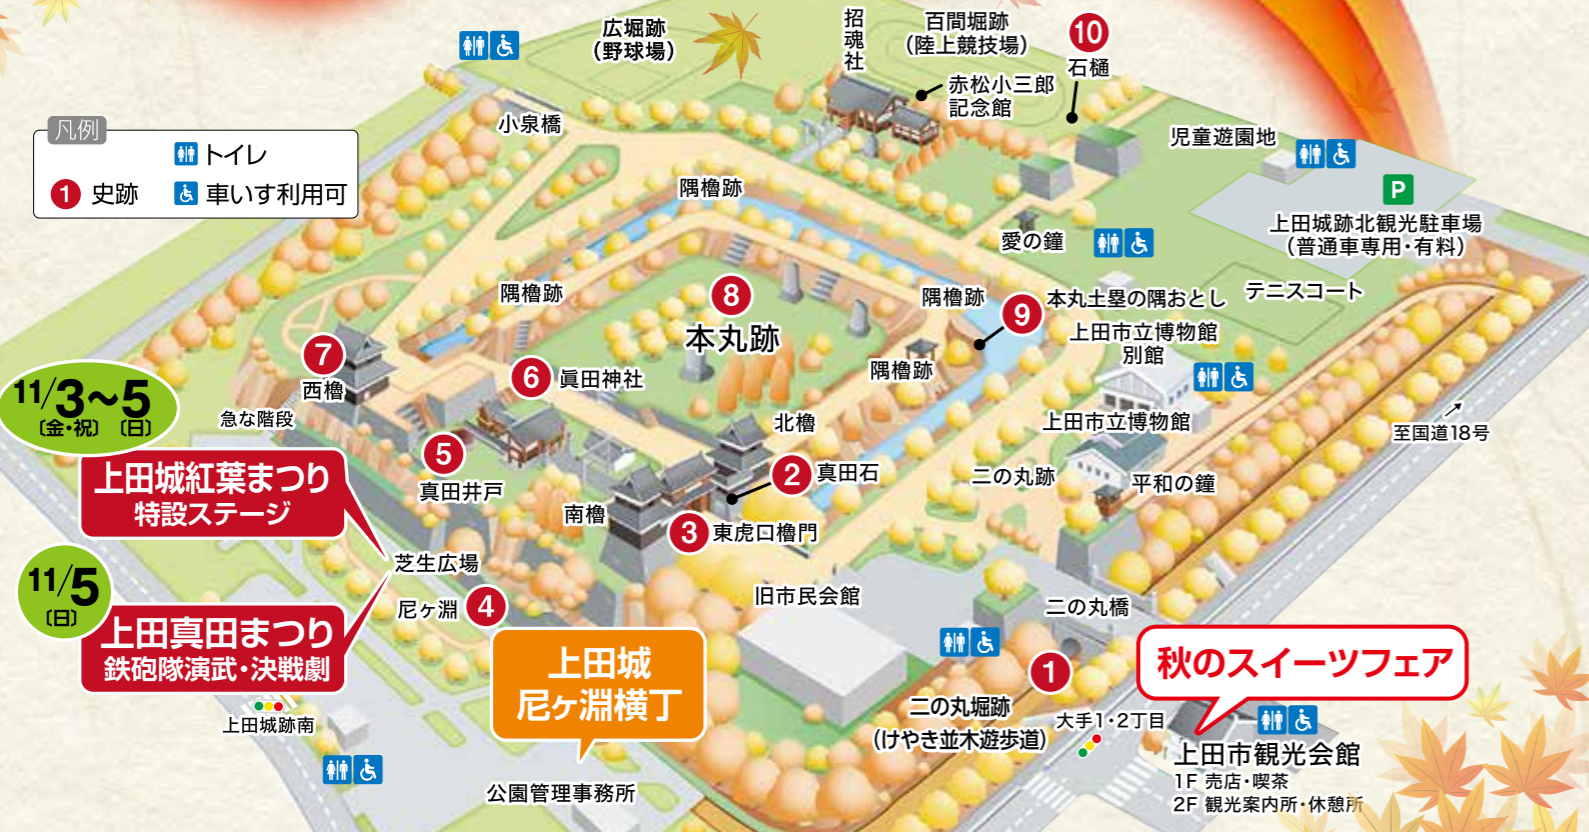 広堀跡
(野球場)
招魂社
百間堀跡
(陸上競技場)
10
石樋
赤松小三郎
記念館
小泉橋
児童遊園地
凡例
トイレ
1 史跡
車いす利用可
P
上田城跡北観光駐車場
(普通車専用・有料)
隅櫓跡
愛の鐘
テニスコート
隅櫓跡
8
本丸跡
隅櫓跡
9 本丸土塁の隅おとし
上田市立博物館
別館
隅櫓跡
7
西櫓
6 眞田神社
11/3〜5
〔金・祝〕〔日〕
急な階段
北櫓
上田市立博物館
至国道18号
上田城紅葉まつり
特設ステージ
5
真田井戸
2 真田石
二の丸跡
平和の鐘
南櫓
3 東虎口櫓門
芝生広場
11/5
〔日〕
上田真田まつり
鉄砲隊演武・決戦劇
尼ヶ淵 4
旧市民会館
二の丸橋
上田城
尼ヶ淵横丁
1
秋のスイーツフェア
上田城跡南
二の丸堀跡
(けやき並木遊歩道)
大手1・2丁目
上田市観光会館
1F 売店・喫茶
2F 観光案内所・休憩所
公園管理事務所